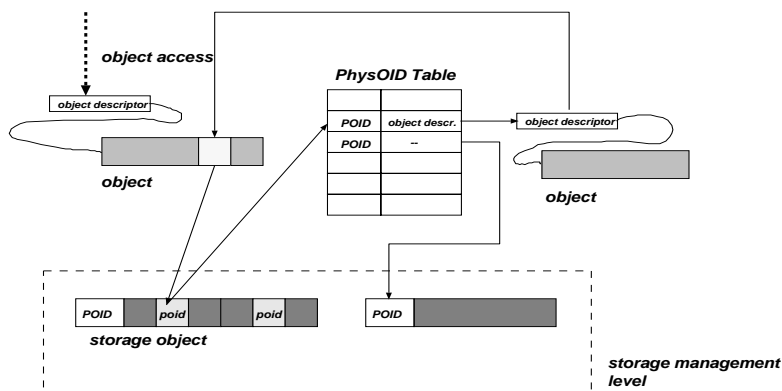 object access
PhysOID Table
object descriptor
POID object descr.
object descriptor
POID --
object
object
POID poid poid
POID
storage object
storage management
level